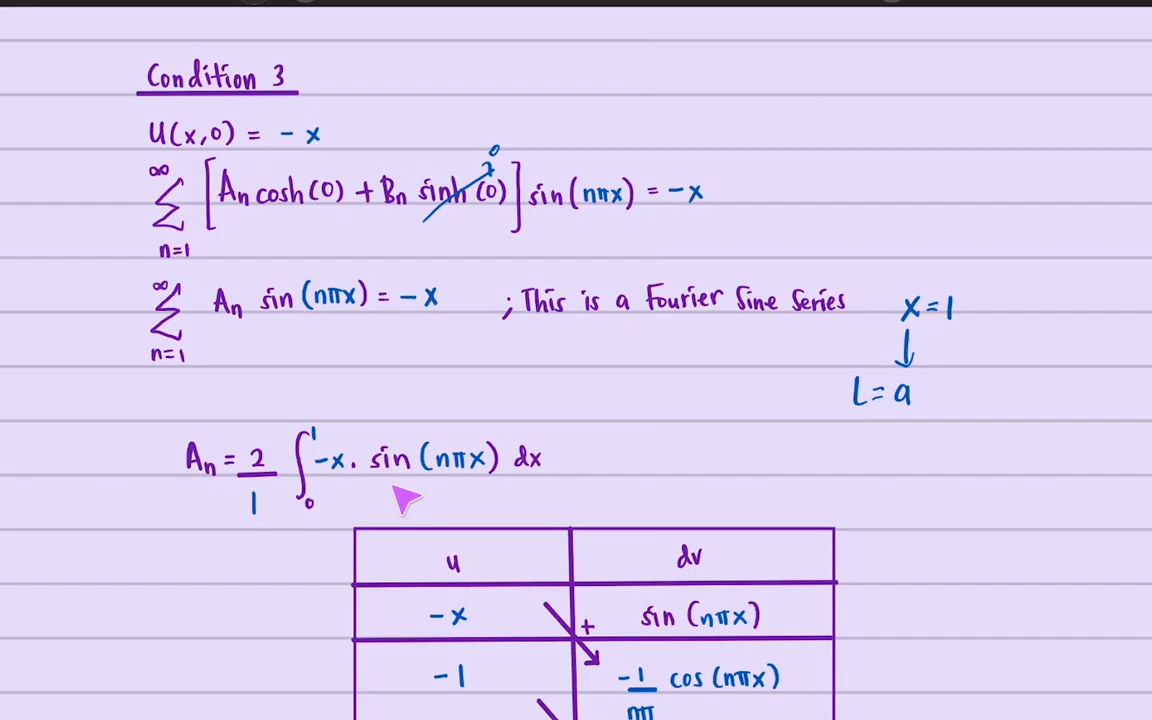 Condition 3
U(x,0) = - x
∞ 0
∑ [An cosh(0) + Bn sinh(0)] sin(nπx) = -x
n=1
∞
∑ An sin(nπx) = -x ; This is a Fourier Sine Series x=1
n=1
↓
L= a
An = 2/1 ∫₀¹ -x. sin(nπx) dx
u dv
-x + sin(nπx)
-1 -1/nπ cos(nπx)